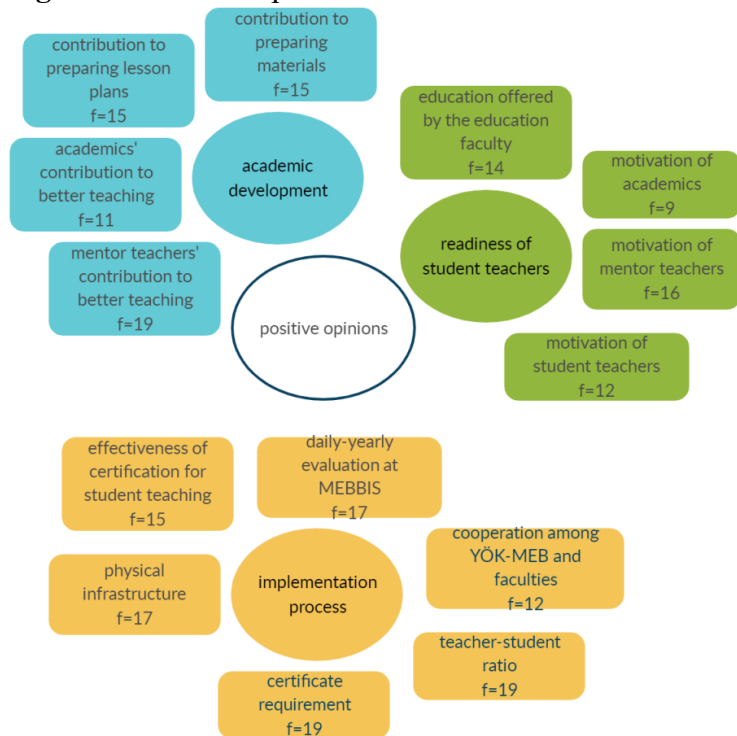 contribution to
preparing lesson
plans
f=15
contribution to
preparing
materials
f=15
academics'
contribution to
better teaching
f=11
academic
development
mentor teachers'
contribution to
better teaching
f=19
education offered
by the education
faculty
f=14
motivation of
academics
f=9
readiness of
student teachers
motivation of
mentor teachers
f=16
motivation of
student teachers
f=12
positive opinions
effectiveness of
certification for
student teaching
f=15
daily-yearly
evaluation at
MEBBIS
f=17
physical
infrastructure
f=17
implementation
process
cooperation among
YÖK-MEB and
faculties
f=12
teacher-student
ratio
f=19
certificate
requirement
f=19